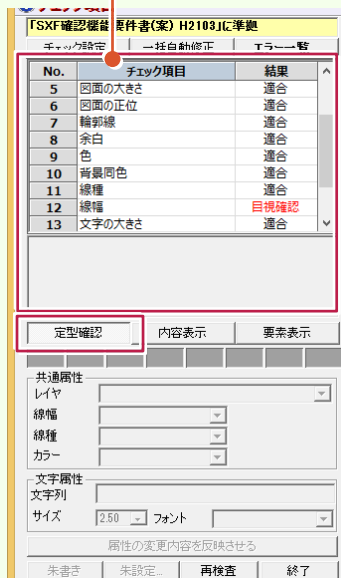 「SXF確認機能要件書(案) H2103」に準拠
チェック設定 一括自動修正 エラー一覧
No. チェック項目 結果
5 図面の大きさ 適合
6 図面の正位 適合
7 輪郭線 適合
8 余白 適合
9 色 適合
10 背景同色 適合
11 線種 適合
12 線幅 目視確認
13 文字の大きさ 適合
定型確認 内容表示 要素表示
共通属性
レイヤ
線幅
線種
カラー
文字属性
文字列
サイズ 2.50 フォント
属性の変更内容を反映させる
朱書き 朱設定... 再検査 終了